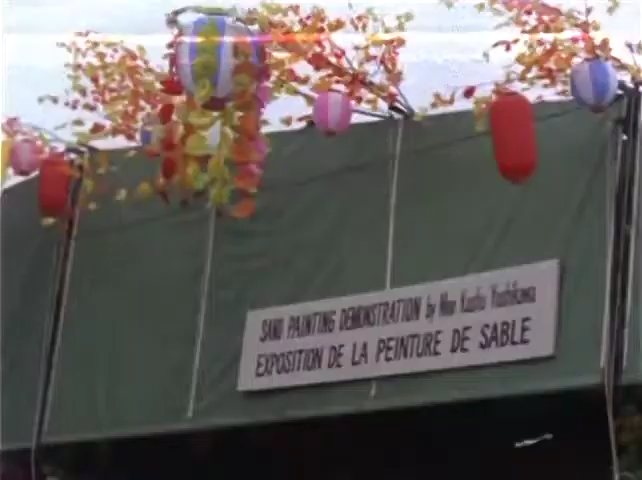 SAND PAINTING DEMONSTRATION by
EXPOSITION DE LA PEINTURE DE SABLE